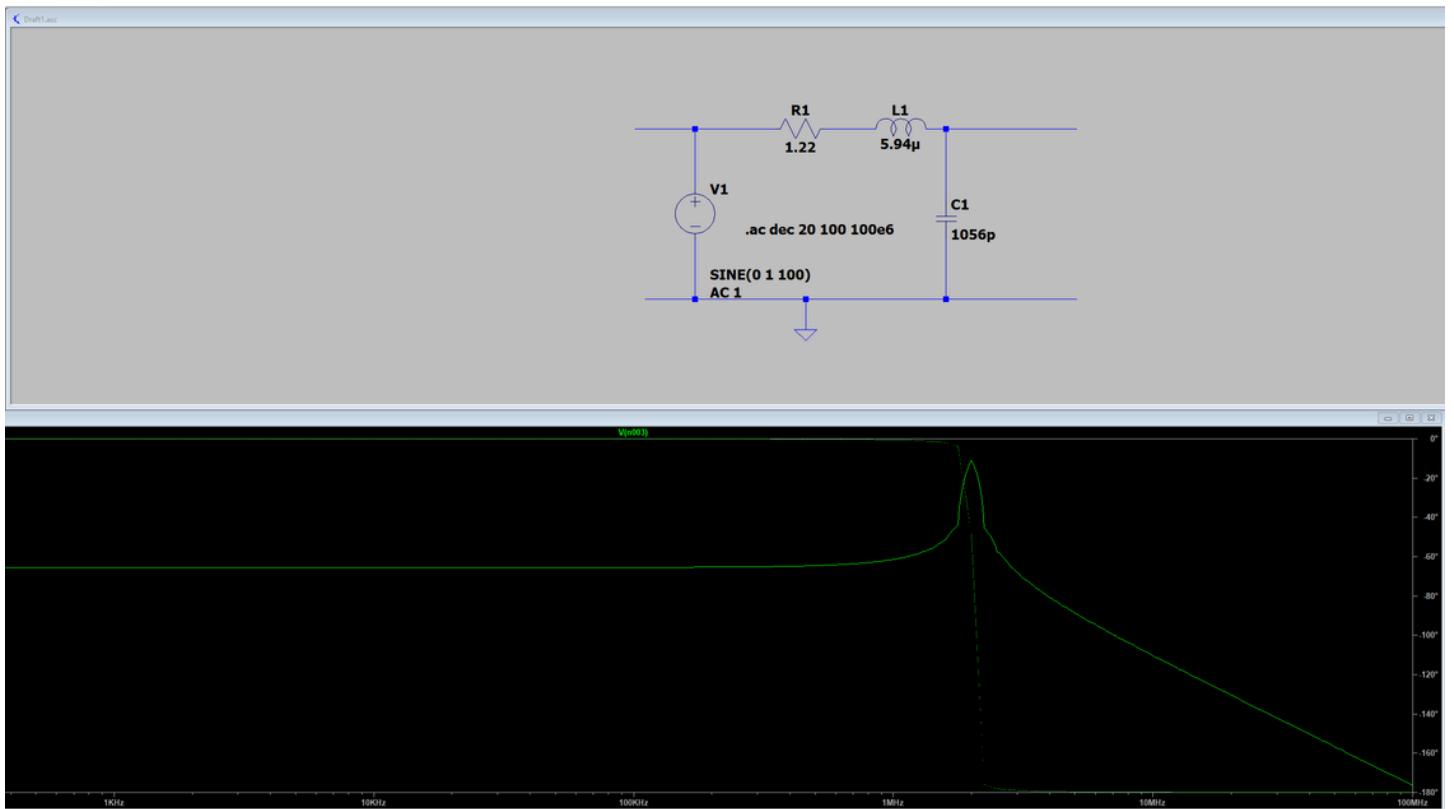 Draft1.asc
R1
L1
1.22
5.94µ
V1
C1
.ac dec 20 100 100e6
1056p
SINE(0 1 100)
AC 1
V(n003)
0°
-20°
-40°
-60°
-80°
-100°
-120°
-140°
-160°
-180°
1KHz 10KHz 100KHz 1MHz 10MHz 100MHz